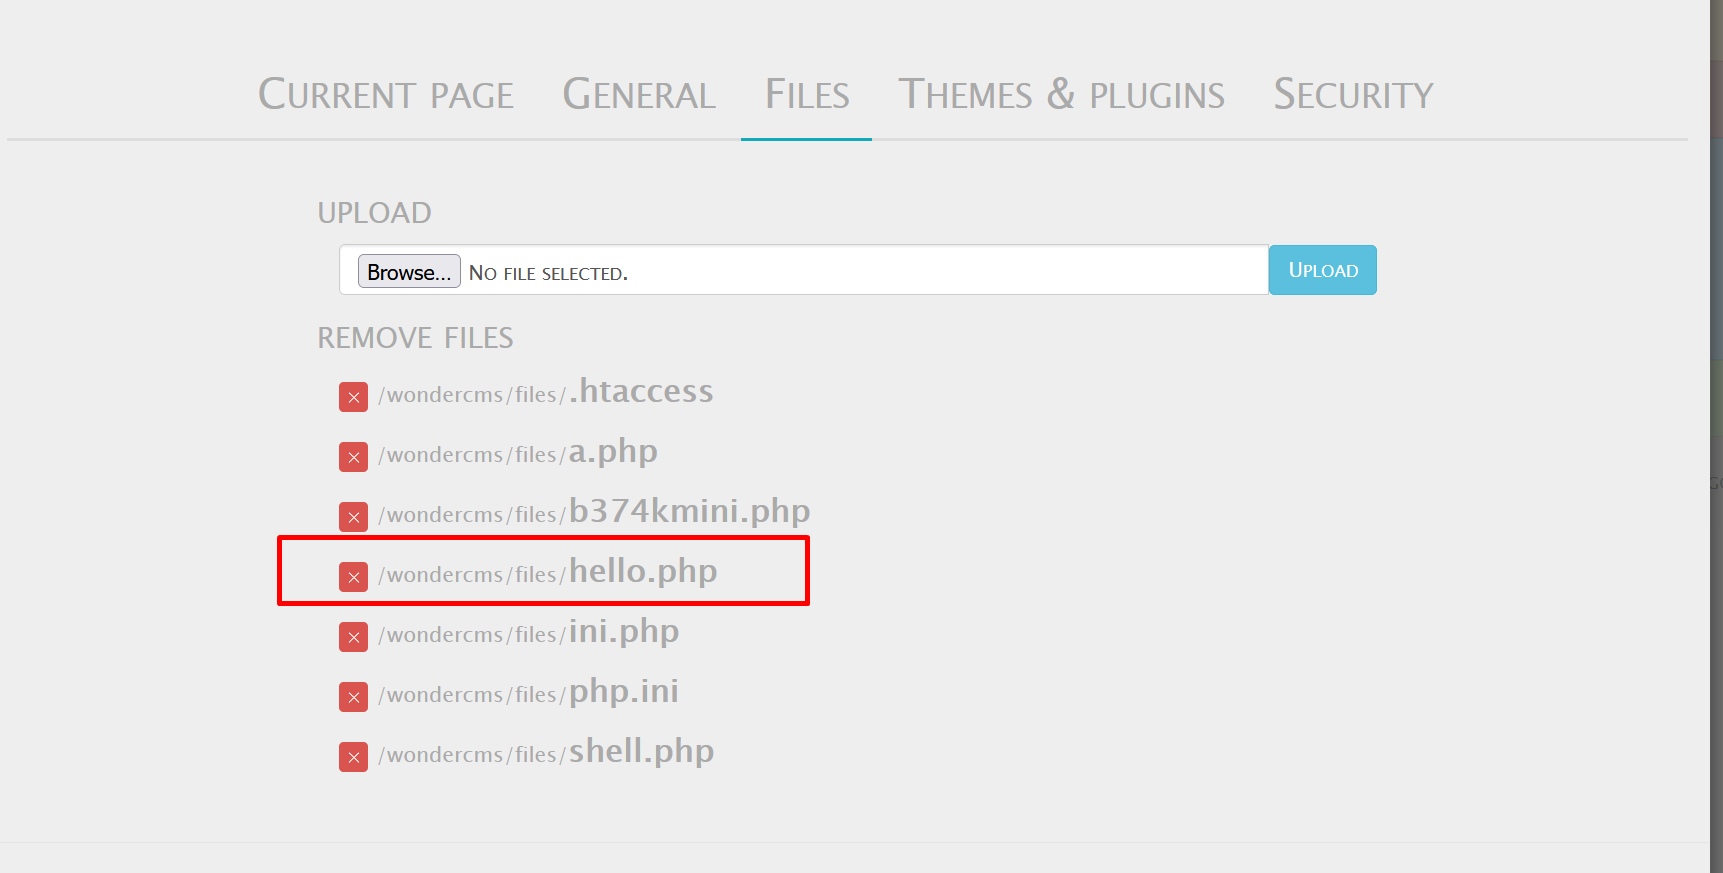 Current page General Files Themes & plugins Security
UPLOAD
Browse... No file selected. Upload
REMOVE FILES
/wondercms/files/.htaccess
/wondercms/files/a.php
/wondercms/files/b374kmini.php
/wondercms/files/hello.php
/wondercms/files/ini.php
/wondercms/files/php.ini
/wondercms/files/shell.php